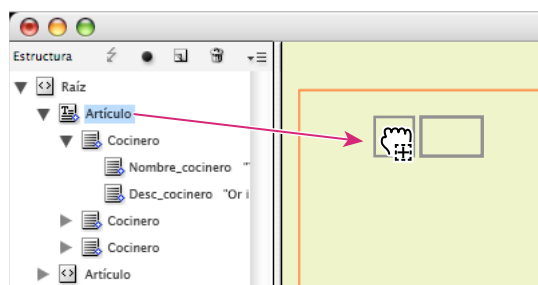 Estructura
Raíz
Artículo
Cocinero
Nombre_cocinero "
Desc_cocinero "Or i
Cocinero
Cocinero
Artículo